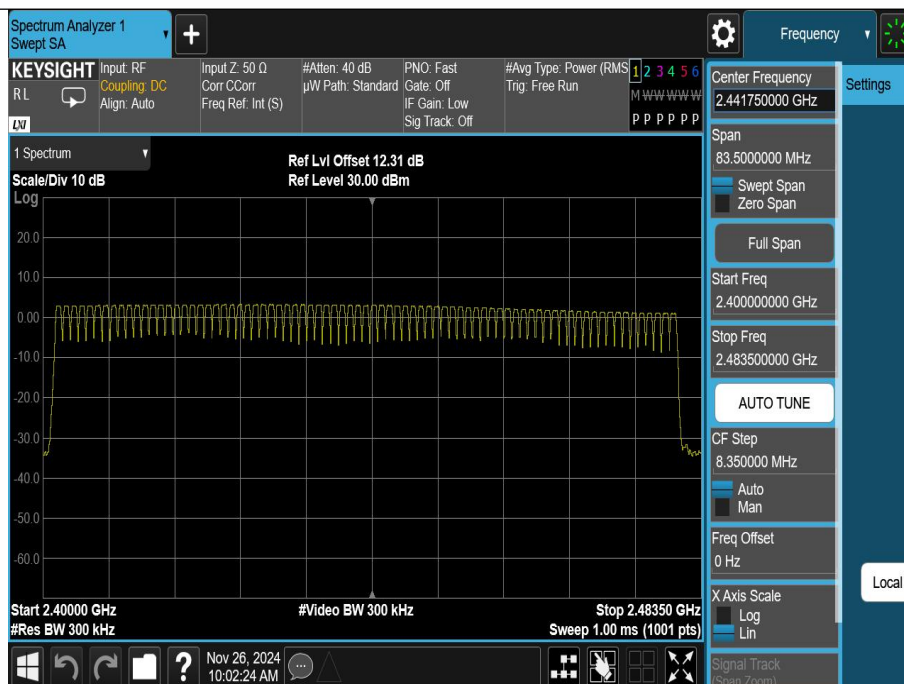 Spectrum Analyzer 1
Swept SA
+
Frequency
KEYSIGHT
R L
LXI
Input: RF
Coupling: DC
Align: Auto
Input Z: 50 Ω
Corr CCorr
Freq Ref: Int (S)
#Atten: 40 dB
µW Path: Standard
PNO: Fast
Gate: Off
IF Gain: Low
Sig Track: Off
#Avg Type: Power (RMS
Trig: Free Run
1 2 3 4 5 6
M W W W W W
P P P P P P
1 Spectrum
Scale/Div 10 dB
Log
Ref Lvl Offset 12.31 dB
Ref Level 30.00 dBm
20.0
10.0
0.00
-10.0
-20.0
-30.0
-40.0
-50.0
-60.0
Start 2.40000 GHz
#Res BW 300 kHz
#Video BW 300 kHz
Stop 2.48350 GHz
Sweep 1.00 ms (1001 pts)
?
Nov 26, 2024
10:02:24 AM
Center Frequency
2.441750000 GHz
Settings
Span
83.5000000 MHz
Swept Span
Zero Span
Full Span
Start Freq
2.400000000 GHz
Stop Freq
2.483500000 GHz
AUTO TUNE
CF Step
8.350000 MHz
Auto
Man
Freq Offset
0 Hz
Local
X Axis Scale
Log
Lin
Signal Track
(Span Zoom)